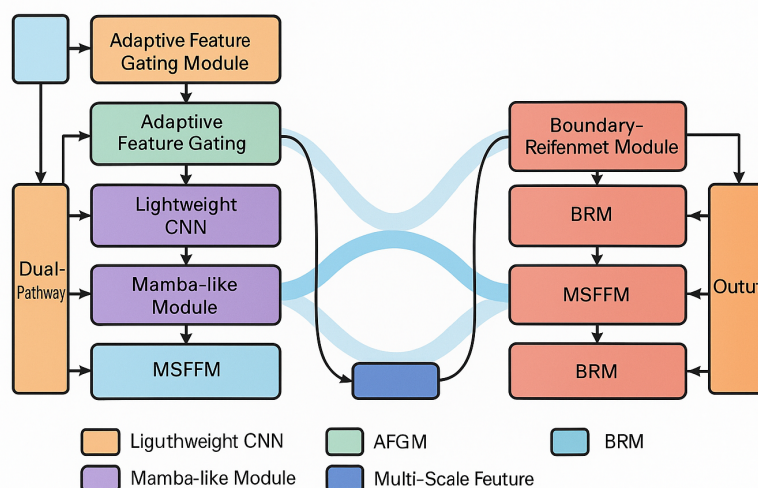 Adaptive Feature
Gating Module
Adaptive
Feature Gating
Lightweight
CNN
Mamba-like
Module
MSFFM
Dual-
Pathway
Boundary-
Reifenmet Module
BRM
MSFFM
BRM
Outut
Liguthweight CNN
AFGM
BRM
Mamba-like Module
Multi-Scale Feuture